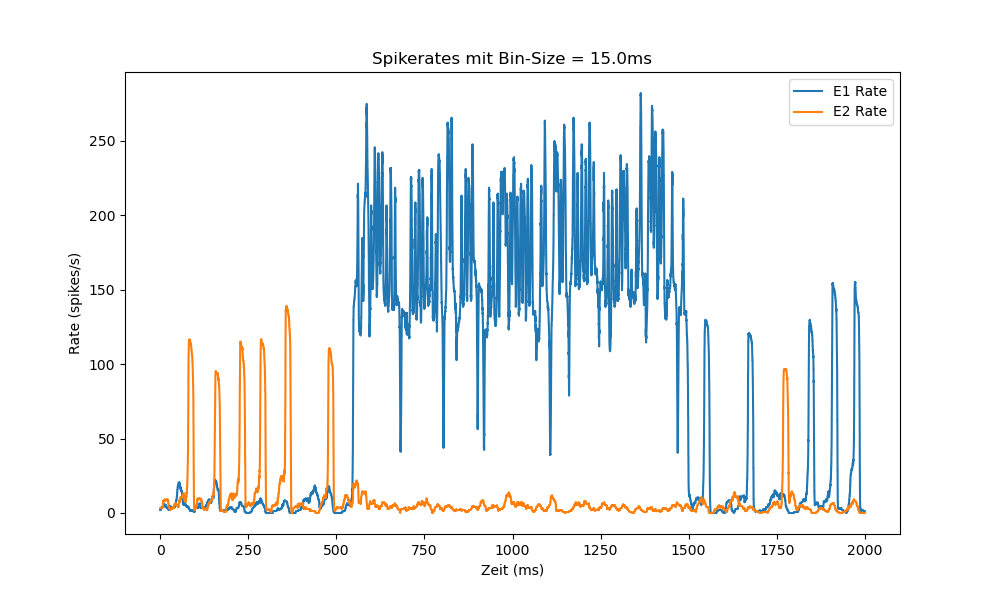 Spikerates mit Bin-Size = 15.0ms
E1 Rate
E2 Rate
Rate (spikes/s)
250
200
150
100
50
0
0 250 500 750 1000 1250 1500 1750 2000
Zeit (ms)